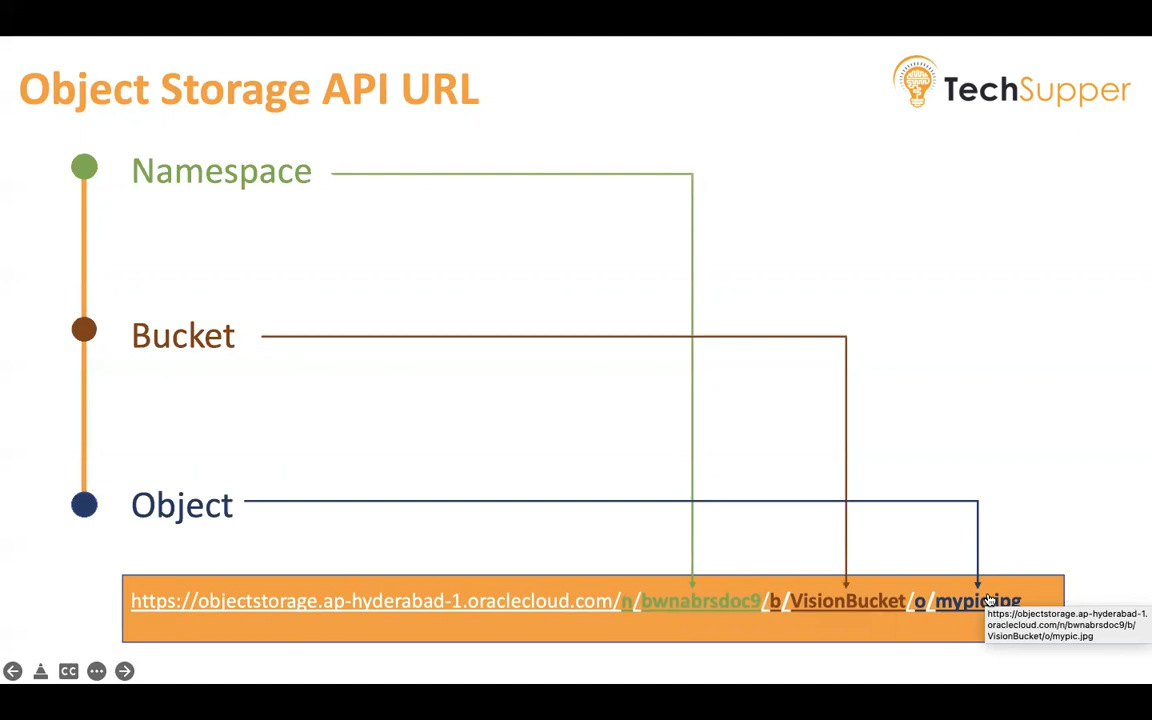 Object Storage API URL
TechSupper
Namespace
Bucket
Object
https://objectstorage.ap-hyderabad-1.oraclecloud.com/n/bwnabrsdoc9/b/VisionBucket/o/mypic.jpg
https://objectstorage.ap-hyderabad-1.
oraclecloud.com/n/bwnabrsdoc9/b/
VisionBucket/o/mypic.jpg
CC